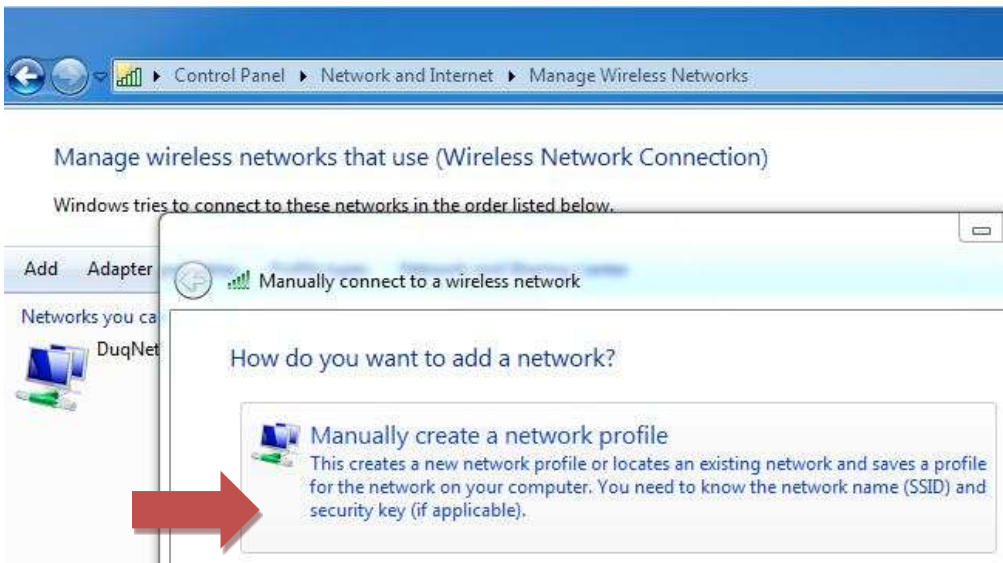 Control Panel Network and Internet Manage Wireless Networks
Manage wireless networks that use (Wireless Network Connection)
Windows tries to connect to these networks in the order listed below.
Add Adapter
Manually connect to a wireless network
Networks you ca
DuqNet
How do you want to add a network?
Manually create a network profile
This creates a new network profile or locates an existing network and saves a profile
for the network on your computer. You need to know the network name (SSID) and
security key (if applicable).